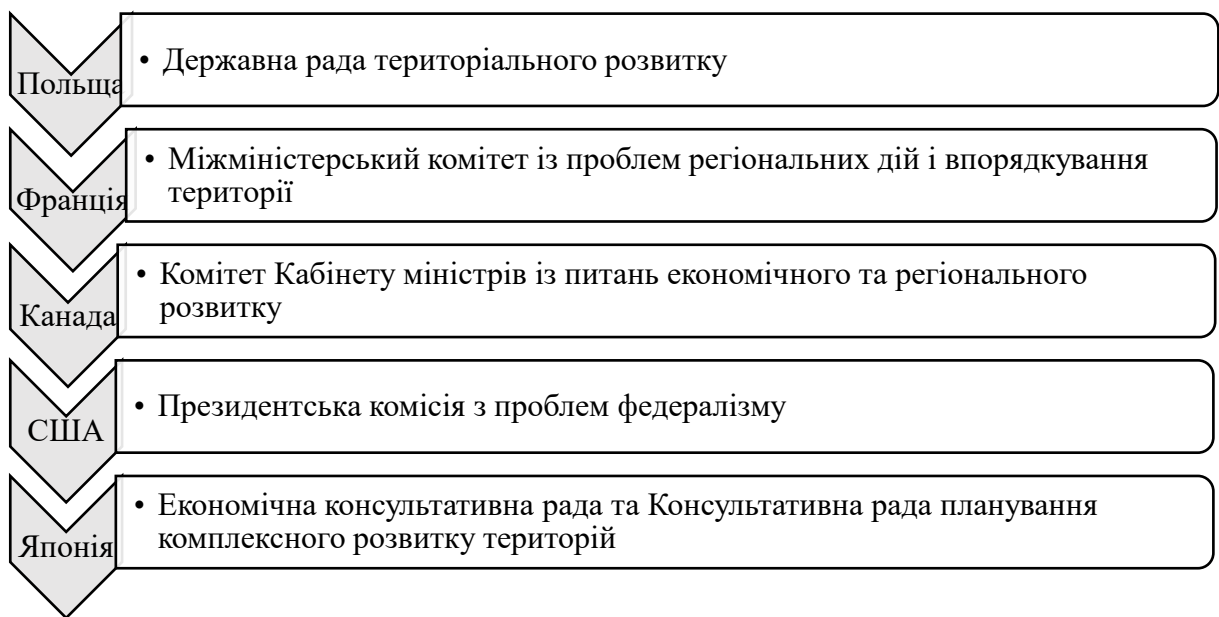 Польща
• Державна рада територіального розвитку
Франція
• Міжміністерський комітет із проблем регіональних дій і впорядкування
території
Канада
• Комітет Кабінету міністрів із питань економічного та регіонального
розвитку
США
• Президентська комісія з проблем федералізму
Японія
• Економічна консультативна рада та Консультативна рада планування
комплексного розвитку територій